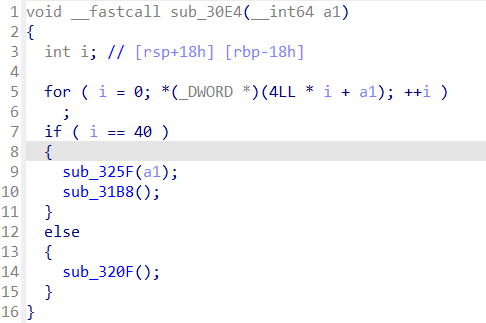 1 void __fastcall sub_30E4(__int64 a1)
2 {
3   int i; // [rsp+18h] [rbp-18h]
4
5   for ( i = 0; *(_DWORD *)(4LL * i + a1); ++i )
6     ;
7   if ( i == 40 )
8   {
9     sub_325F(a1);
10     sub_31B8();
11   }
12   else
13   {
14     sub_320F();
15   }
16 }